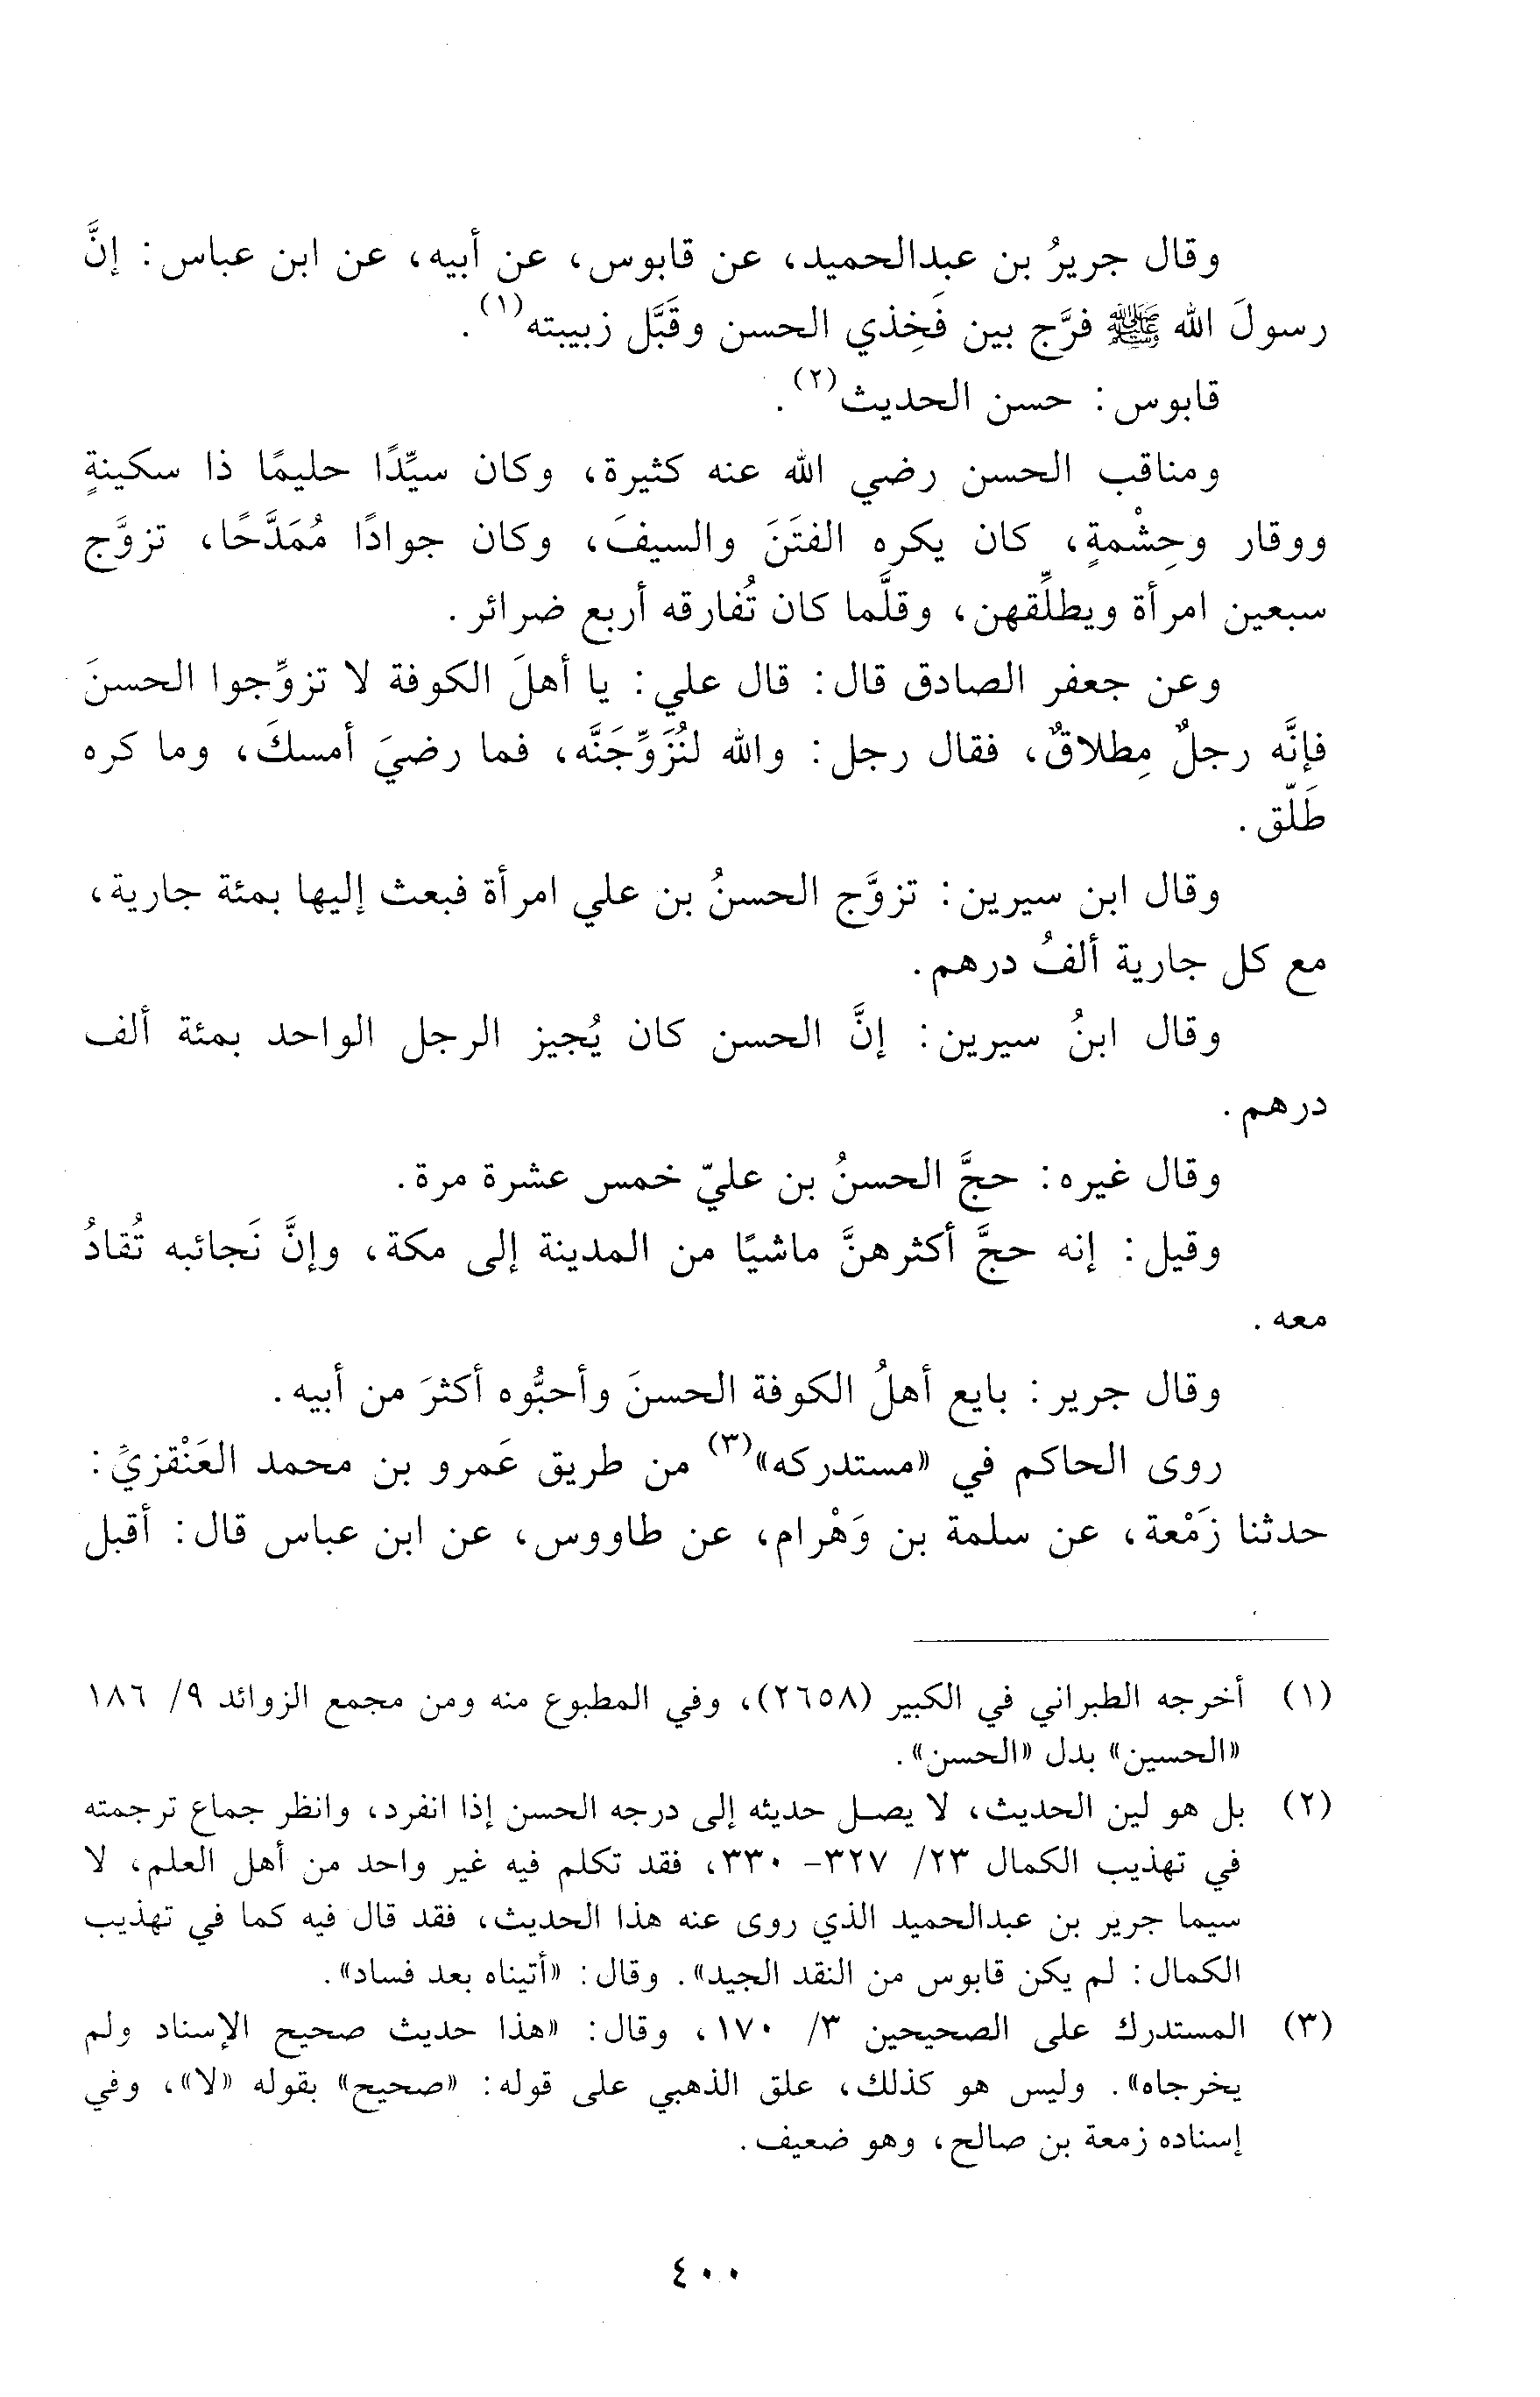 وقال جريرُ بن عبدالحميد، عن قابوس، عن أبيه، عن ابن عباس: إنَّ
رسولَ الله ﷺ فرَّج بين فَخِذي الحسن وقَبَّل زبيبته(١).
قابوس: حسن الحديث(٢).
ومناقب الحسن رضي الله عنه كثيرة، وكان سيِّدًا حليمًا ذا سكينةٍ
ووقار وحِشْمةٍ، كان يكره الفتَنَ والسيفَ، وكان جوادًا مُمَدَّحًا، تزوَّج
سبعين امرأة ويطلِّقهن، وقلَّما كان تُفارقه أربع ضرائر.
وعن جعفر الصادق قال: قال علي: يا أهلَ الكوفة لا تزوِّجوا الحسنَ
فإنَّه رجلٌ مِطلاقٌ، فقال رجل: والله لنُزَوِّجَنَّه، فما رضيَ أمسكَ، وما كره
طَلّق.
وقال ابن سيرين: تزوَّج الحسنُ بن علي امرأة فبعث إليها بمئة جارية،
مع كل جارية ألفُ درهم.
وقال ابنُ سيرين: إنَّ الحسن كان يُجيز الرجل الواحد بمئة ألف
درهم.
وقال غيره: حجَّ الحسنُ بن عليّ خمس عشرة مرة.
وقيل: إنه حجَّ أكثرهنَّ ماشيًا من المدينة إلى مكة، وإنَّ نَجائبه تُقادُ
معه.
وقال جرير: بايع أهلُ الكوفة الحسنَ وأحبُّوه أكثرَ من أبيه.
روى الحاكم في «مستدركه»(٣) من طريق عَمرو بن محمد العَنْقزيِّ:
حدثنا زَمْعة، عن سلمة بن وَهْرام، عن طاووس، عن ابن عباس قال: أقبل
(١) أخرجه الطبراني في الكبير (٢٦٥٨)، وفي المطبوع منه ومن مجمع الزوائد ٩/ ١٨٦
«الحسين» بدل «الحسن».
(٢) بل هو لين الحديث، لا يصل حديثه إلى درجه الحسن إذا انفرد، وانظر جماع ترجمته
في تهذيب الكمال ٢٣/ ٣٢٧- ٣٣٠، فقد تكلم فيه غير واحد من أهل العلم، لا
سيما جرير بن عبدالحميد الذي روى عنه هذا الحديث، فقد قال فيه كما في تهذيب
الكمال: لم يكن قابوس من النقد الجيد». وقال: «أتيناه بعد فساد».
(٣) المستدرك على الصحيحين ٣/ ١٧٠، وقال: «هذا حديث صحيح الإسناد ولم
يخرجاه». وليس هو كذلك، علق الذهبي على قوله: «صحيح» بقوله «لا»، وفي
إسناده زمعة بن صالح، وهو ضعيف.
٤٠٠